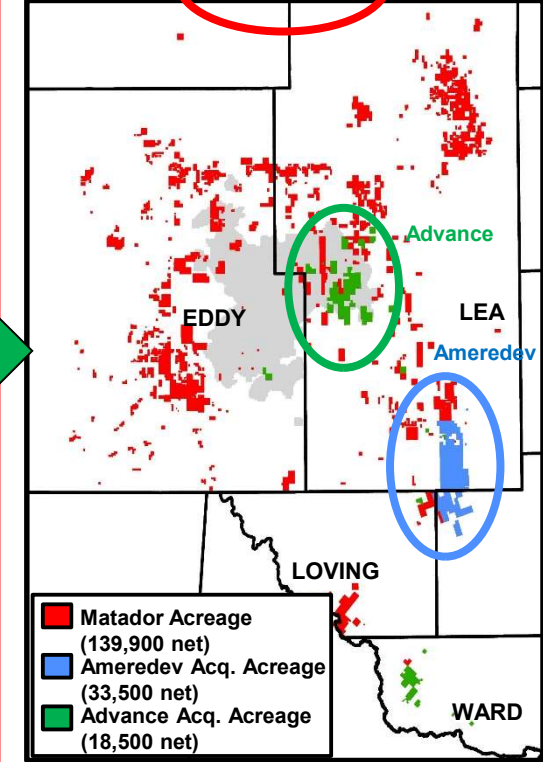 Advance
EDDY
LEA
Ameredev
LOVING
Matador Acreage
(139,900 net)
Ameredev Acq. Acreage
(33,500 net)
Advance Acq. Acreage
(18,500 net)
WARD